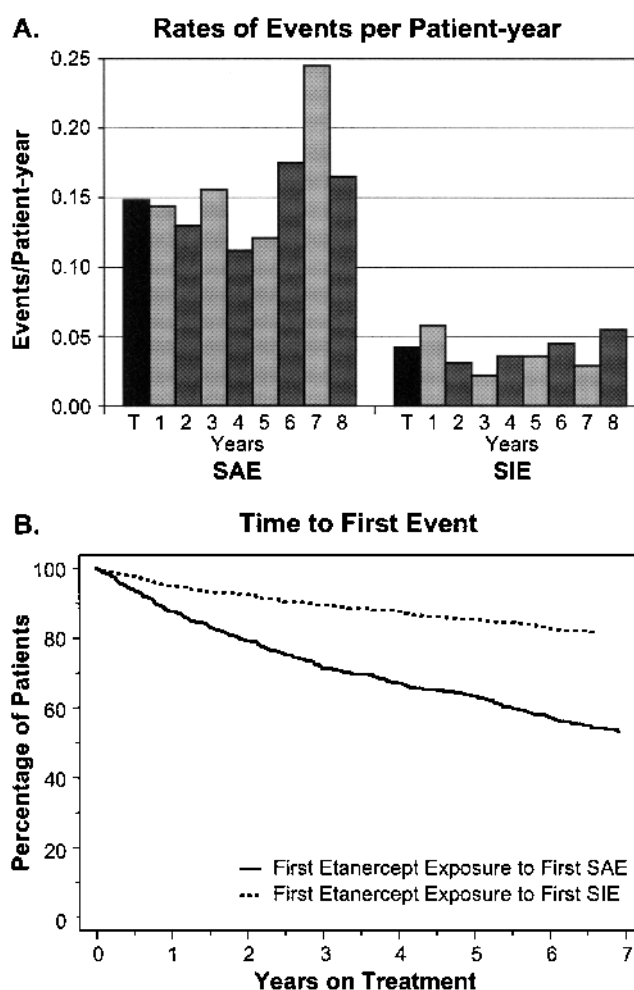 A. Rates of Events per Patient-year
Events/Patient-year
0.25
0.20
0.15
0.10
0.05
0.00
T 1 2 3 4 5 6 7 8 T 1 2 3 4 5 6 7 8
Years Years
SAE SIE
B. Time to First Event
Percentage of Patients
100
80
60
40
20
0
First Etanercept Exposure to First SAE
First Etanercept Exposure to First SIE
0 1 2 3 4 5 6 7
Years on Treatment